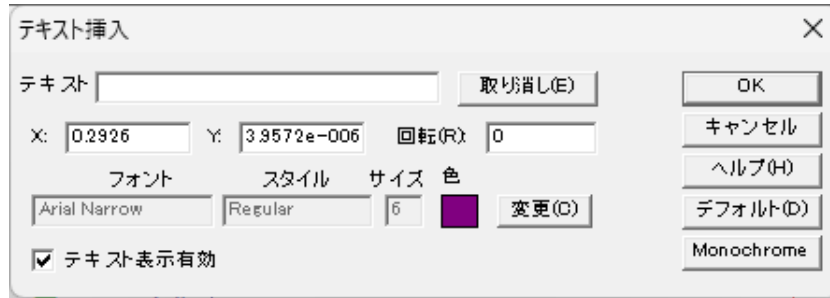 テキスト挿入
テキスト 取り消し(E) OK
X: 0.2926 Y: 3.9572e-006 回転(R): 0 キャンセル
フォント スタイル サイズ 色 ヘルプ(H)
Arial Narrow Regular 6 変更(C) デフォルト(D)
テキスト表示有効 Monochrome